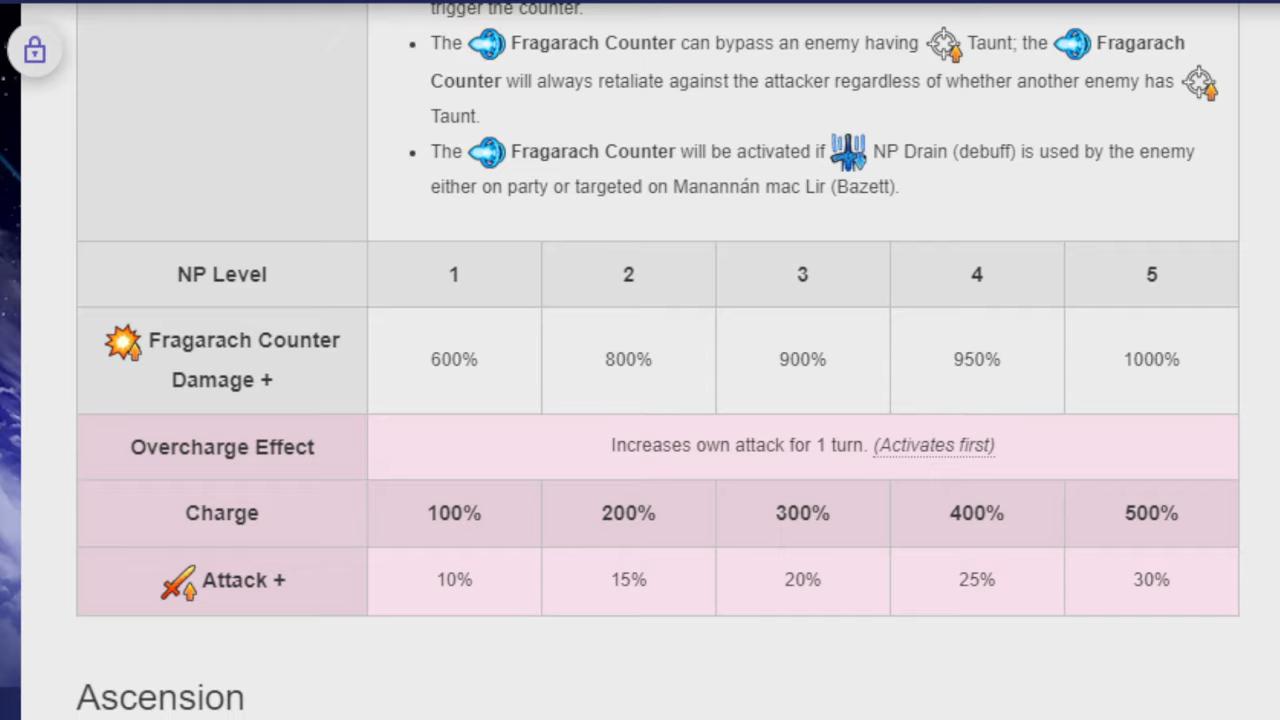 trigger the counter.
• The Fragarach Counter can bypass an enemy having Taunt; the Fragarach
Counter will always retaliate against the attacker regardless of whether another enemy has
Taunt.
• The Fragarach Counter will be activated if NP Drain (debuff) is used by the enemy
either on party or targeted on Manannán mac Lir (Bazett).
NP Level 1 2 3 4 5
Fragarach Counter
Damage + 600% 800% 900% 950% 1000%
Overcharge Effect Increases own attack for 1 turn. (Activates first)
Charge 100% 200% 300% 400% 500%
Attack + 10% 15% 20% 25% 30%
Ascension